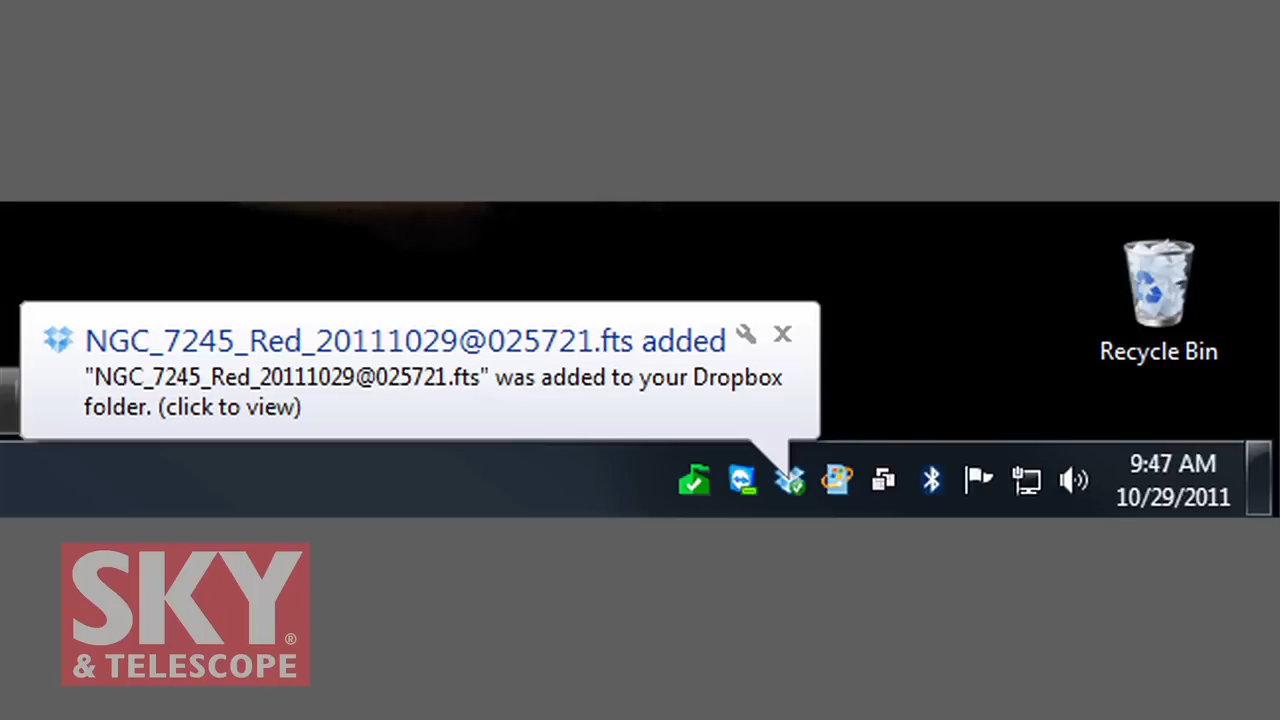 NGC_7245_Red_20111029@025721.fts added
"NGC_7245_Red_20111029@025721.fts" was added to your Dropbox
folder. (click to view)
Recycle Bin
9:47 AM
10/29/2011
SKY®
& TELESCOPE